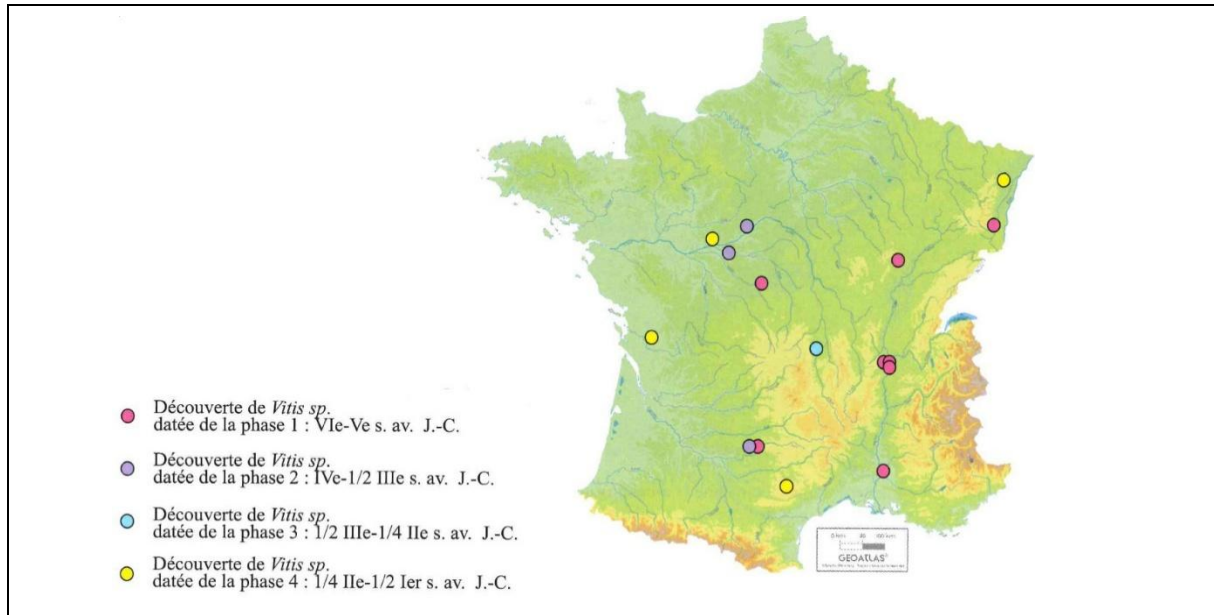 Découverte de Vitis sp.
datée de la phase 1 : VIe-Ve s. av. J.-C.
Découverte de Vitis sp.
datée de la phase 2 : IVe-1/2 IIIe s. av. J.-C.
Découverte de Vitis sp.
datée de la phase 3 : 1/2 IIIe-1/4 IIe s. av. J.-C.
Découverte de Vitis sp.
datée de la phase 4 : 1/4 IIe-1/2 Ier s. av. J.-C.
GEOATLAS®